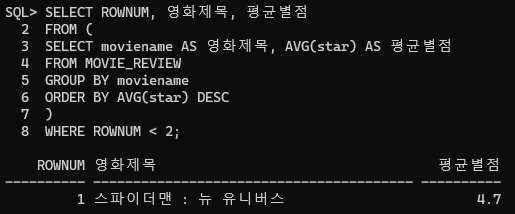 SQL> SELECT ROWNUM, 영화제목, 평균별점
2 FROM (
3 SELECT moviename AS 영화제목, AVG(star) AS 평균별점
4 FROM MOVIE_REVIEW
5 GROUP BY moviename
6 ORDER BY AVG(star) DESC
7 )
8 WHERE ROWNUM < 2;
ROWNUM 영화제목 평균별점
---------- ---------------------------------------- ----------
1 스파이더맨 : 뉴 유니버스 4.7